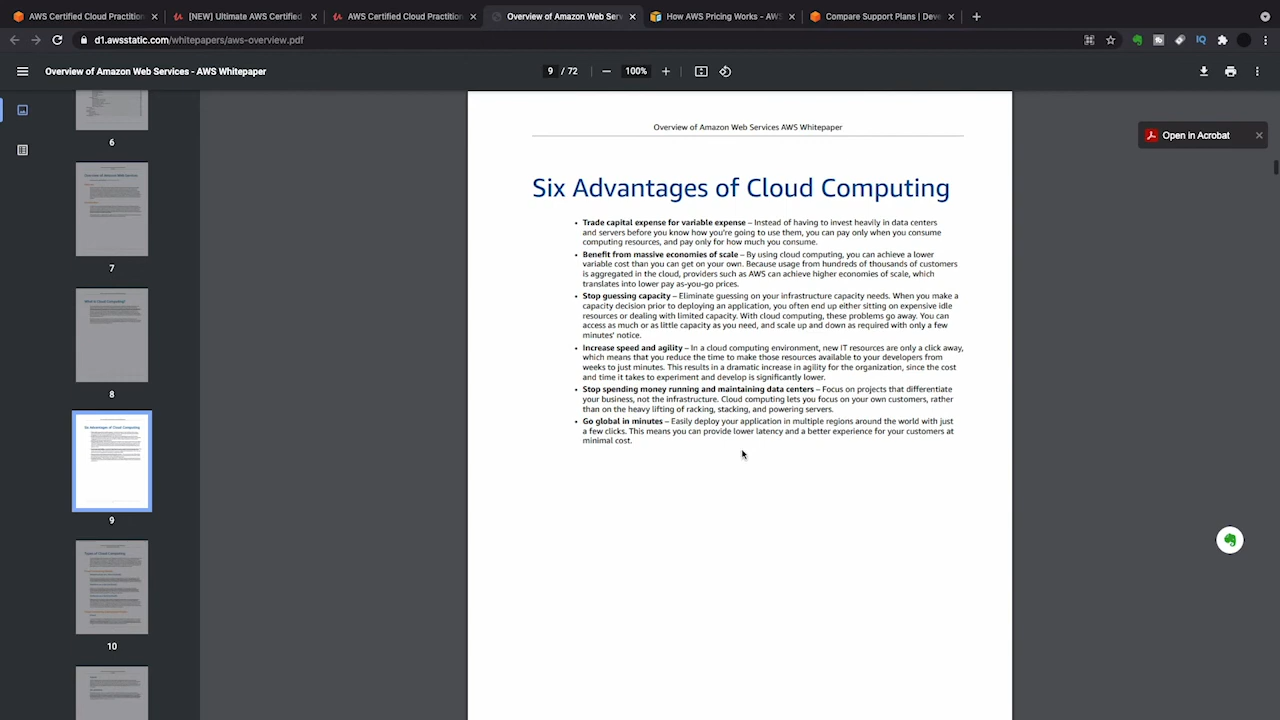 AWS Certified Cloud Practition
[NEW] Ultimate AWS Certified
AWS Certified Cloud Practition
Overview of Amazon Web Serv
How AWS Pricing Works - AWS
Compare Support Plans | Deve
d1.awsstatic.com/whitepapers/aws-overview.pdf
Overview of Amazon Web Services - AWS Whitepaper
9 / 72
100%
Open in Acrobat
6
7
8
9
10
Overview of Amazon Web Services AWS Whitepaper
Six Advantages of Cloud Computing
• Trade capital expense for variable expense – Instead of having to invest heavily in data centers
and servers before you know how you're going to use them, you can pay only when you consume
computing resources, and pay only for how much you consume.
• Benefit from massive economies of scale – By using cloud computing, you can achieve a lower
variable cost than you can get on your own. Because usage from hundreds of thousands of customers
is aggregated in the cloud, providers such as AWS can achieve higher economies of scale, which
translates into lower pay as-you-go prices.
• Stop guessing capacity – Eliminate guessing on your infrastructure capacity needs. When you make a
capacity decision prior to deploying an application, you often end up either sitting on expensive idle
resources or dealing with limited capacity. With cloud computing, these problems go away. You can
access as much or as little capacity as you need, and scale up and down as required with only a few
minutes' notice.
• Increase speed and agility – In a cloud computing environment, new IT resources are only a click away,
which means that you reduce the time to make those resources available to your developers from
weeks to just minutes. This results in a dramatic increase in agility for the organization, since the cost
and time it takes to experiment and develop is significantly lower.
• Stop spending money running and maintaining data centers – Focus on projects that differentiate
your business, not the infrastructure. Cloud computing lets you focus on your own customers, rather
than on the heavy lifting of racking, stacking, and powering servers.
• Go global in minutes – Easily deploy your application in multiple regions around the world with just
a few clicks. This means you can provide lower latency and a better experience for your customers at
minimal cost.